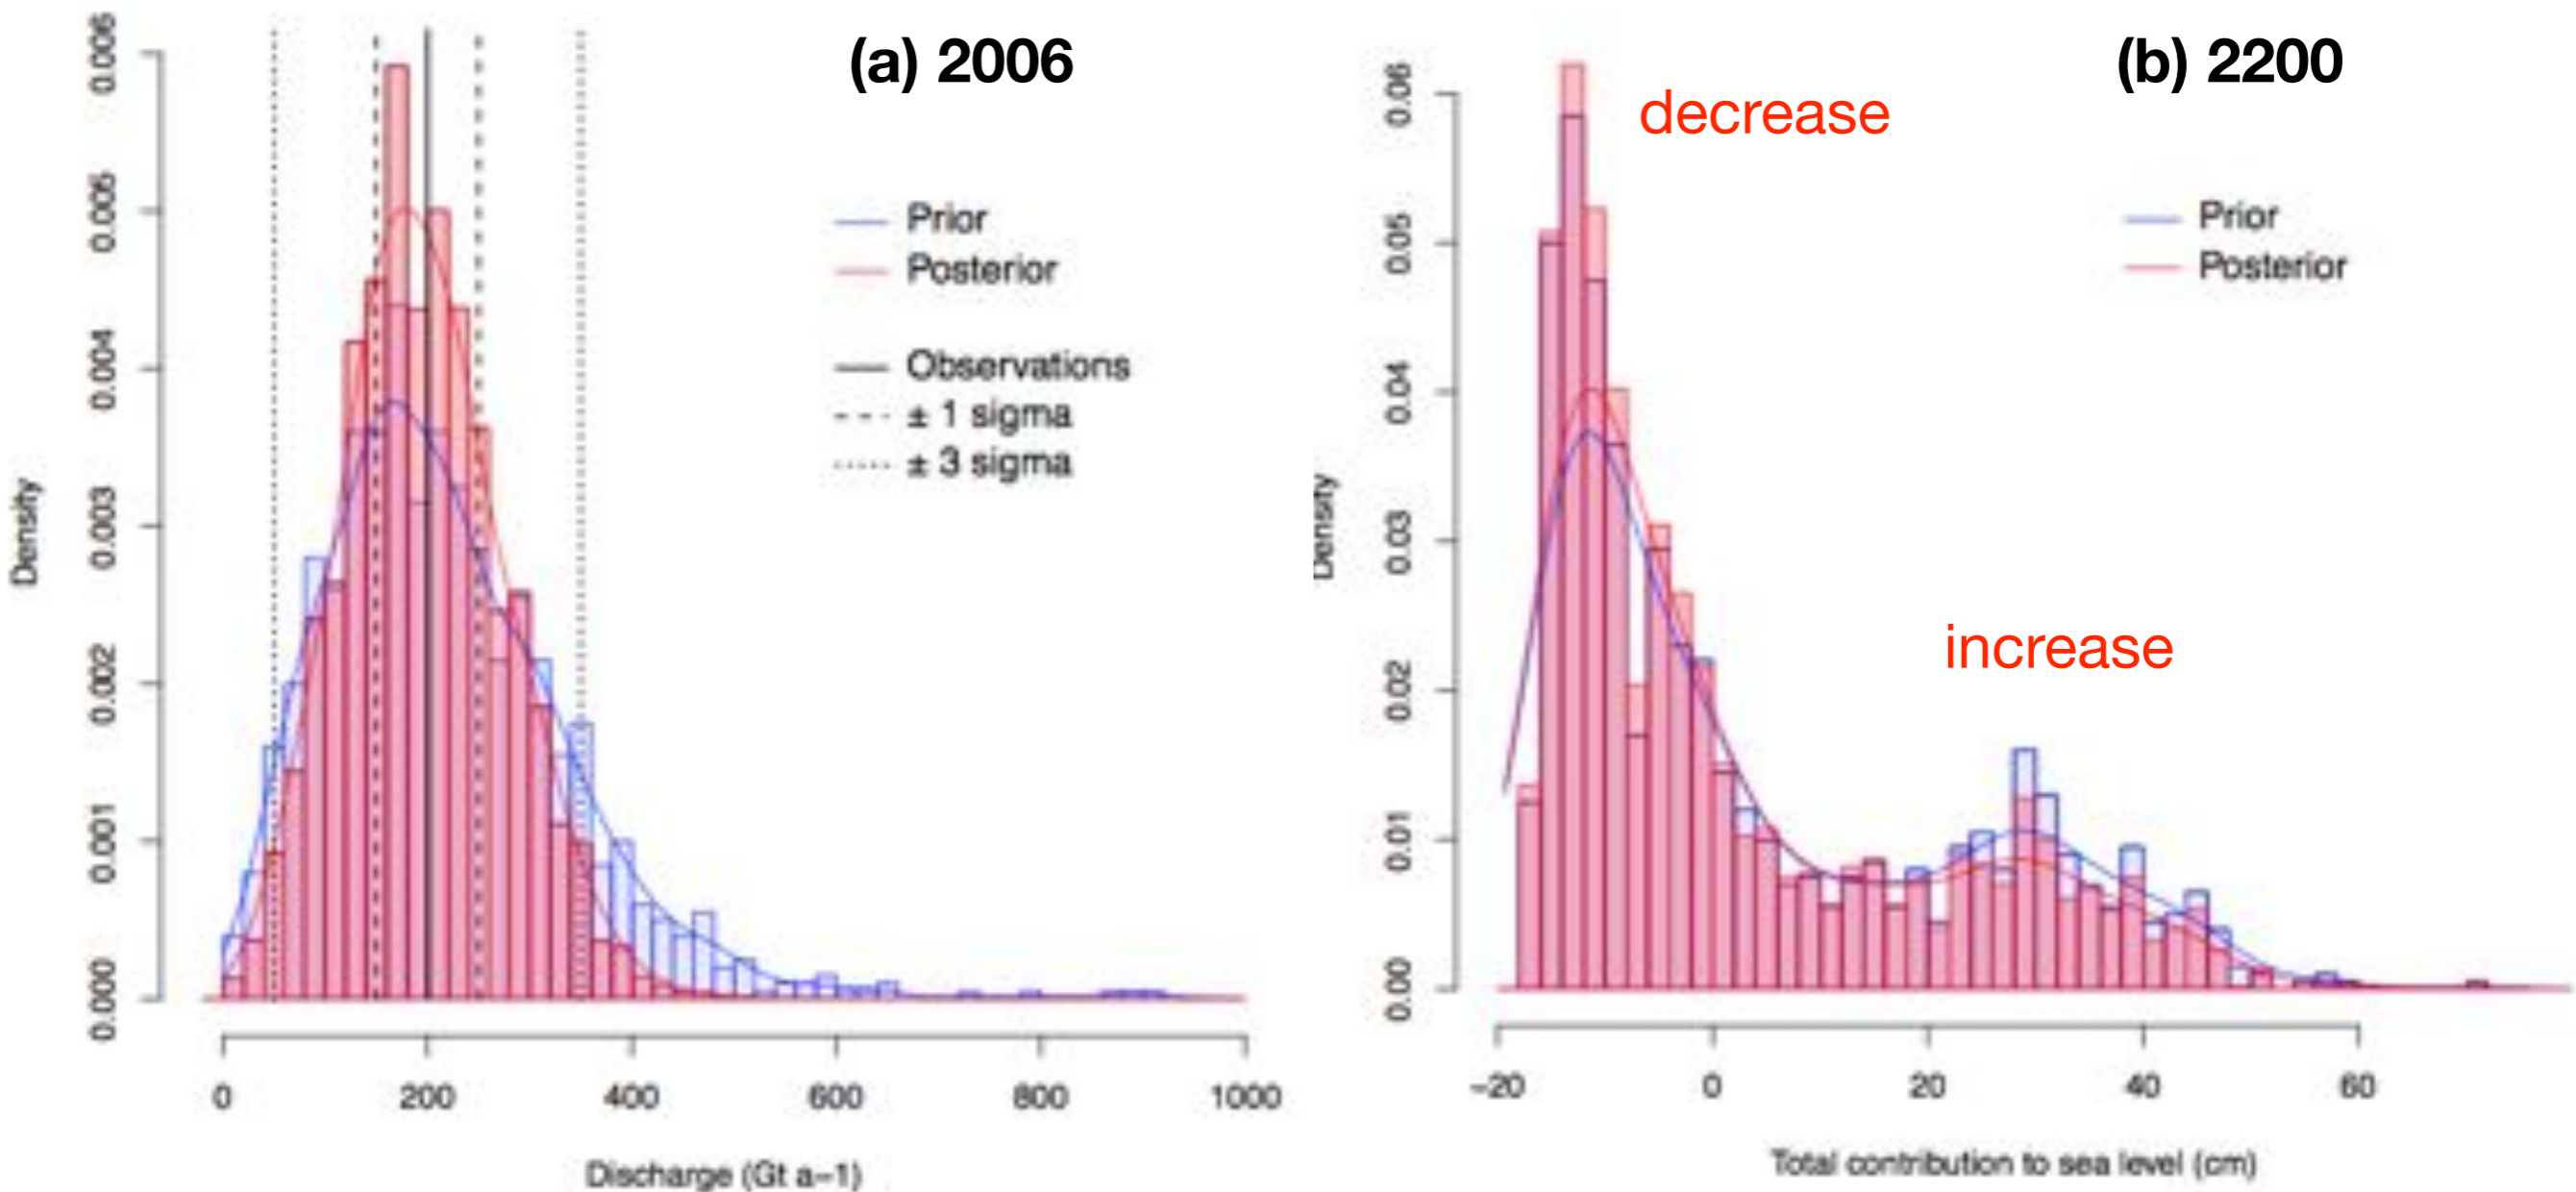 (a) 2006
Prior
Posterior
Observations
± 1 sigma
± 3 sigma
Density
0.000
0.001
0.002
0.003
0.004
0.005
0.006
0
200
400
600
800
1000
Discharge (Gt a−1)
(b) 2200
decrease
Prior
Posterior
increase
Density
0.00
0.01
0.02
0.03
0.04
0.05
0.06
−20
0
20
40
60
Total contribution to sea level (cm)